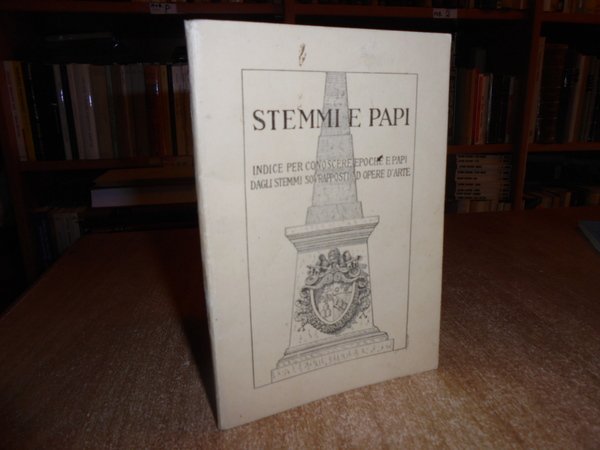 STEMMI E PAPI
INDICE PER CONOSCERE EPOCHE E PAPI
DAGLI STEMMI SOVRAPPOSTI AD OPERE D'ARTE